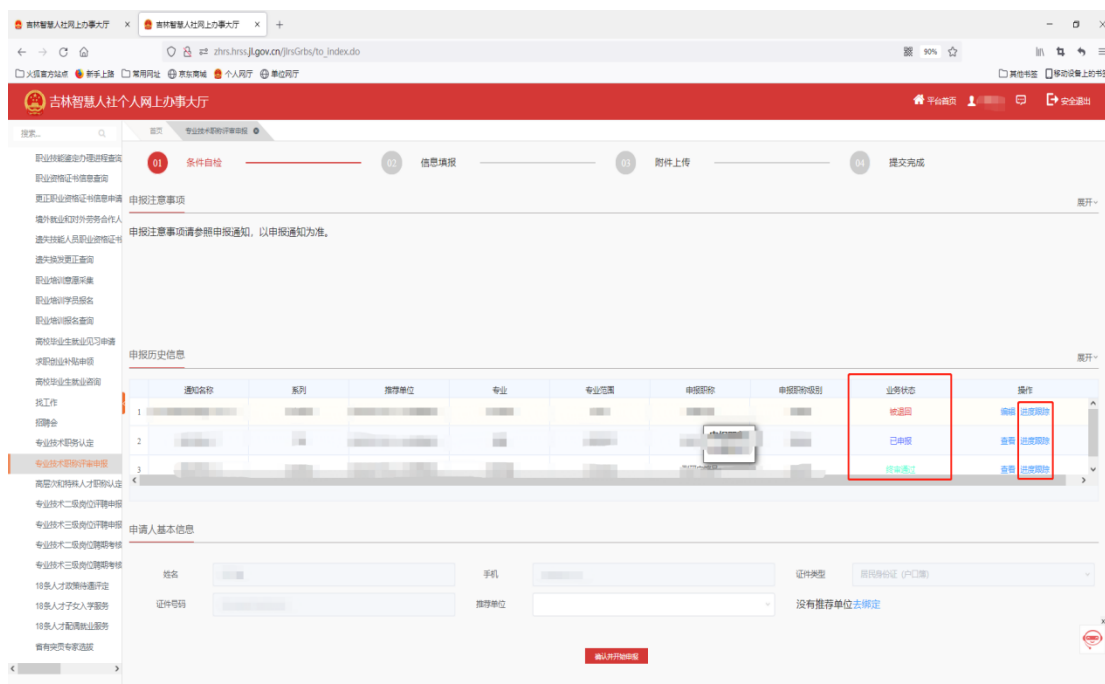 吉林智慧人社网上办事大厅 × 吉林智慧人社网上办事大厅 × +
zhrs.hrss.jl.gov.cn/jlrsGrbs/to_index.do 90%
火狐官方站点 新手上路 常用网址 京东商城 个人网厅 单位网厅 其他书签 移动设备上的书签
吉林智慧人社个人网上办事大厅 平台首页 安全退出
搜索... 首页 专业技术职称评审申报
01 条件自检 02 信息填报 03 附件上传 04 提交完成
职业技能鉴定办理进程查询
职业资格证书信息查询
更正职业资格证书信息申请
境外就业和对外劳务合作人
遗失技能人员职业资格证书
遗失换发更正查询
职业培训意愿采集
职业培训学员报名
职业培训报名查询
高校毕业生就业见习申请
求职创业补贴申领
高校毕业生就业咨询
找工作
招聘会
专业技术职务认定
专业技术职称评审申报
高层次和特殊人才职称认定
专业技术二级岗位评聘申报
专业技术三级岗位评聘申报
专业技术二级岗位聘期考核
专业技术三级岗位聘期考核
18条人才政策待遇评定
18条人才子女入学服务
18条人才配偶就业服务
省有突贡专家选拔
申报注意事项 展开
申报注意事项请参照申报通知，以申报通知为准。
申报历史信息 展开
通知名称 系列 推荐单位 专业 专业范围 申报职称 申报职称级别 业务状态 操作
1 被退回 编辑 进度跟踪
2 已申报 查看 进度跟踪
3 终审通过 查看 进度跟踪
申请人基本信息
姓名 手机 证件类型 居民身份证（户口簿）
证件号码 推荐单位 没有推荐单位去绑定
确认并开始申报